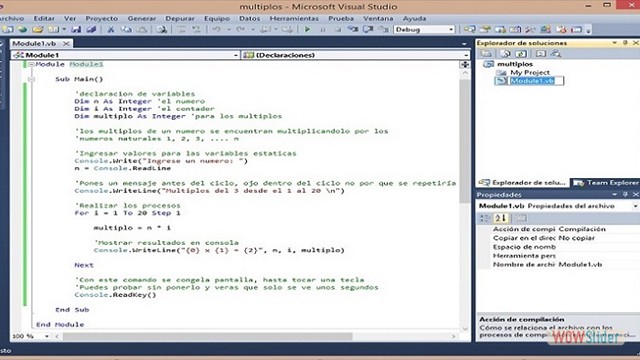 multiplos - Microsoft Visual Studio
Archivo Editar Ver Proyecto Generar Depurar Equipo Datos Herramientas Prueba Ventana Ayuda
Debug
Module1.vb
Module1 (Declaraciones)
Module Module1
Sub Main()
'declaracion de variables
Dim n As Integer 'el numero
Dim i As Integer 'el contador
Dim multiplo As Integer 'para los multiplos
'los multiplos de un numero se encuentran multiplicandolo por los
'numeros naturales 1, 2, 3, .... n
'Ingresar valores para las variables estaticas
Console.Write("Ingrese un numero: ")
n = Console.ReadLine
'Pones un mensaje antes del ciclo, ojo dentro del ciclo no por que se repetiria
Console.WriteLine("Multiplos del 3 desde el 1 al 20 \n")
'Realizar los procesos
For i = 1 To 20 Step 1
multiplo = n * i
'Mostrar resultados en consola
Console.WriteLine("{0} x {1} = {2}", n, i, multiplo)
Next
'Con este comando se congela pantalla, hasta tocar una tecla
'Puedes probar sin ponerlo y veras que solo se ve unos segundos
Console.ReadKey()
End Sub
End Module
100 %
Explorador de soluciones
multiplos
My Project
Module1.vb
Explorador de solu... Team Explorer
Propiedades
Module1.vb Propiedades del archivo
Acción de compi Compilación
Copiar en el direc No copiar
Espacio de nomb
Herramienta pers
Nombre de archi Module1.vb
Acción de compilación
Cómo se relaciona el archivo con los
procesos de
WOWSlider